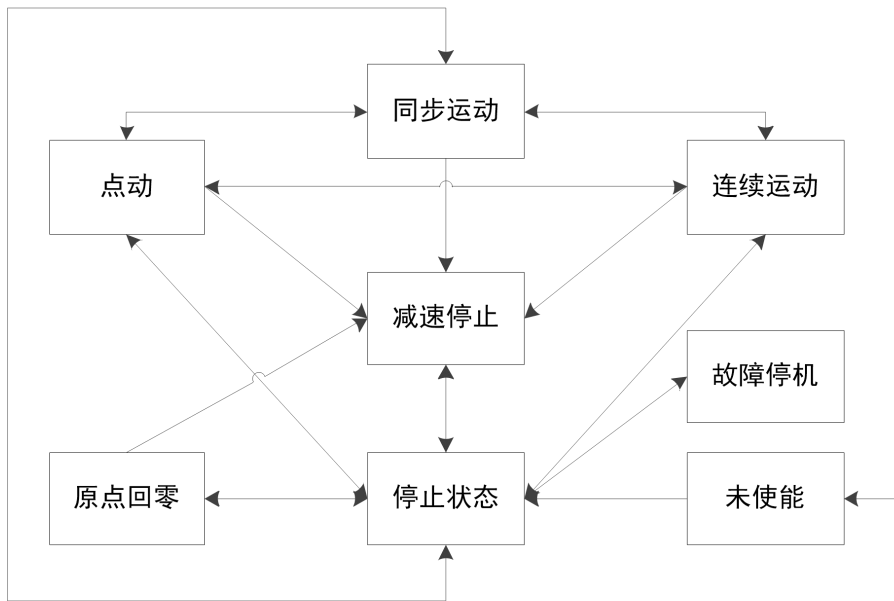 同步运动
点动
连续运动
减速停止
故障停机
原点回零
停止状态
未使能